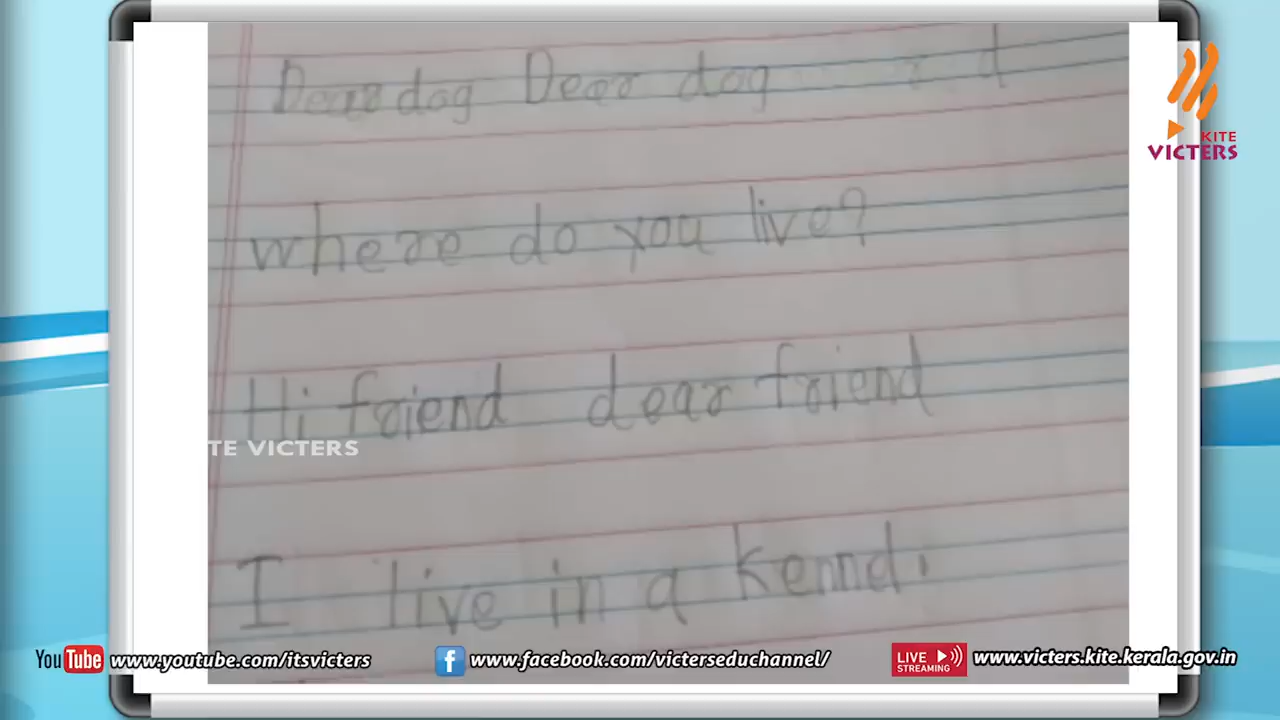 Dear dog Dear dog
KITE
VICTERS
where do you live?
Hi friend dear friend
TE VICTERS
I live in a kennel.
YouTube www.youtube.com/itsvicters
f www.facebook.com/victerseduchannel/
LIVE STREAMING www.victers.kite.kerala.gov.in